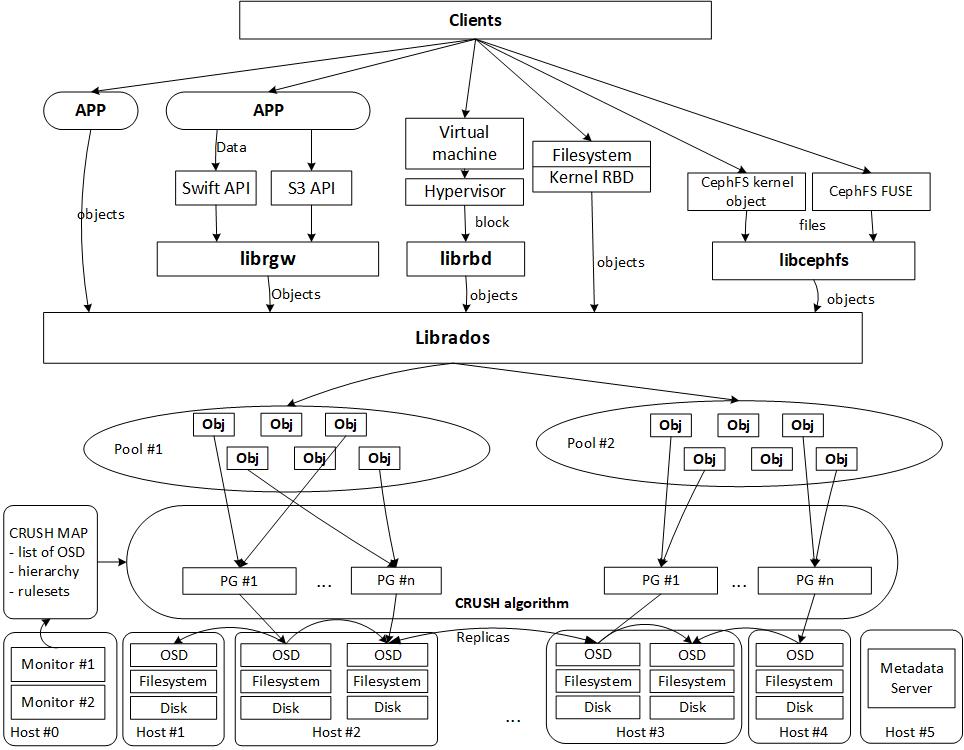 Clients
APP
APP
Data
Virtual
machine
Filesystem
Kernel RBD
Swift API
S3 API
Hypervisor
CephFS kernel
object
CephFS FUSE
objects
block
files
librgw
librbd
objects
libcephfs
Objects
objects
objects
Librados
Pool #1
Obj
Obj
Obj
Obj
Obj
Obj
Pool #2
Obj
Obj
Obj
Obj
Obj
Obj
CRUSH MAP
- list of OSD
- hierarchy
- rulesets
PG #1
...
PG #n
PG #1
...
PG #n
CRUSH algorithm
Replicas
Monitor #1
Monitor #2
Host #0
OSD
Filesystem
Disk
Host #1
OSD
Filesystem
Disk
OSD
Filesystem
Disk
Host #2
...
OSD
Filesystem
Disk
OSD
Filesystem
Disk
Host #3
OSD
Filesystem
Disk
Host #4
Metadata
Server
Host #5